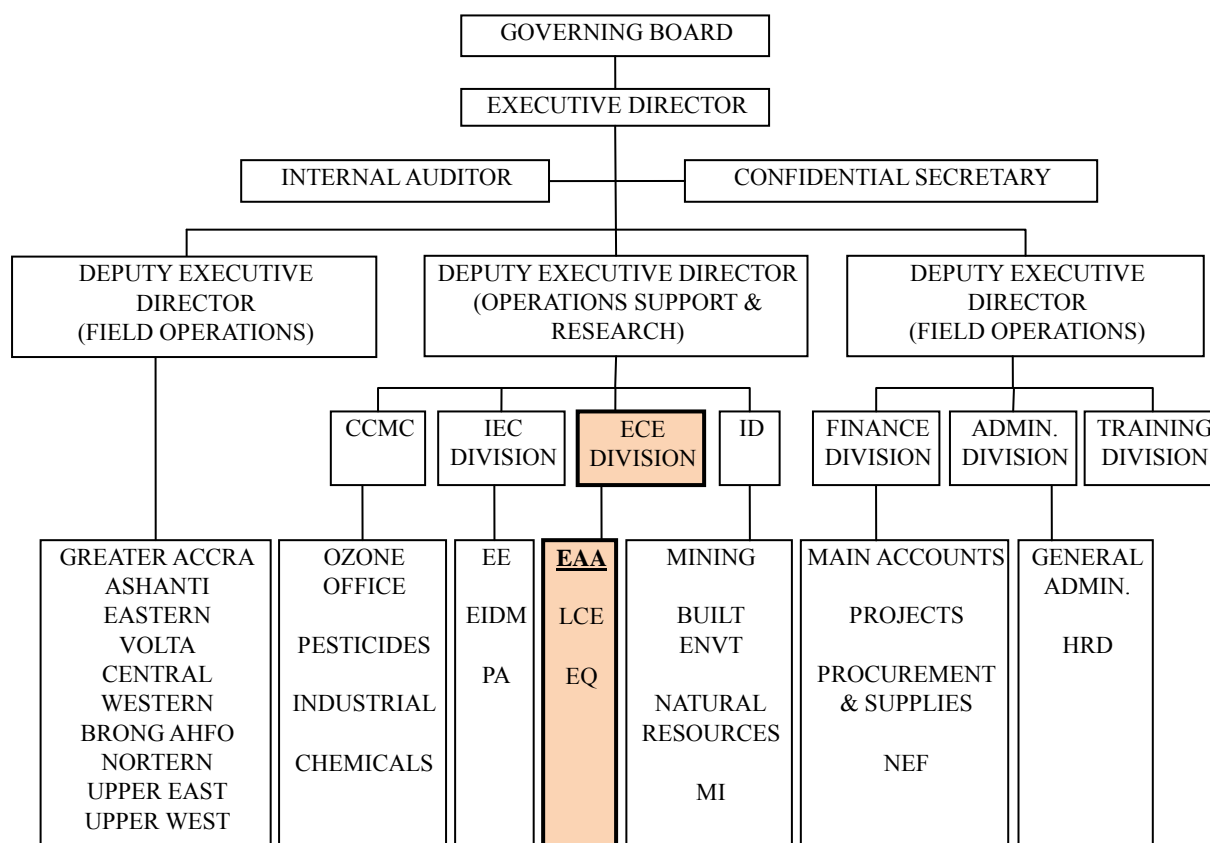 GOVERNING BOARD
EXECUTIVE DIRECTOR
INTERNAL AUDITOR
CONFIDENTIAL SECRETARY
DEPUTY EXECUTIVE
DIRECTOR
(FIELD OPERATIONS)
DEPUTY EXECUTIVE DIRECTOR
(OPERATIONS SUPPORT &
RESEARCH)
DEPUTY EXECUTIVE
DIRECTOR
(FIELD OPERATIONS)
CCMC
IEC
DIVISION
ECE
DIVISION
ID
FINANCE
DIVISION
ADMIN.
DIVISION
TRAINING
DIVISION
GREATER ACCRA
ASHANTI
EASTERN
VOLTA
CENTRAL
WESTERN
BRONG AHFO
NORTERN
UPPER EAST
UPPER WEST
OZONE
OFFICE
PESTICIDES
INDUSTRIAL
CHEMICALS
EE
EIDM
PA
EAA
LCE
EQ
MINING
BUILT
ENVT
NATURAL
RESOURCES
MI
MAIN ACCOUNTS
PROJECTS
PROCUREMENT
& SUPPLIES
NEF
GENERAL
ADMIN.
HRD